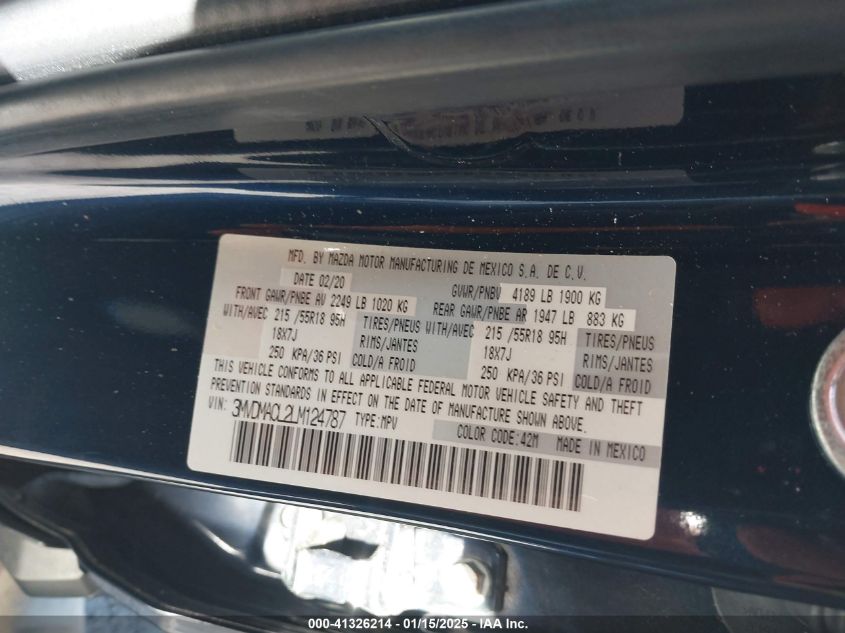 MFD. BY MAZDA MOTOR MANUFACTURING DE MEXICO S.A. DE C.V.
DATE 02/20 GVWR/PNBV 4189 LB 1900 KG
FRONT GAWR/PNBE AV 2249 LB 1020 KG REAR GAWR/PNBE AR 1947 LB 883 KG
WITH/AVEC 215 /55R18 95H TIRES/PNEUS WITH/AVEC 215 /55R18 95H TIRES/PNEUS
18X7J RIMS/JANTES 18X7J RIMS/JANTES
250 KPA/36 PSI COLD/A FROID 250 KPA/36 PSI COLD/A FROID
THIS VEHICLE CONFORMS TO ALL APPLICABLE FEDERAL MOTOR VEHICLE SAFETY AND THEFT
PREVENTION STANDARDS IN EFFECT ON THE DATE OF MANUFACTURE SHOWN ABOVE.
VIN: 3MVDMACL2LM124787 TYPE:MPV
COLOR CODE:42M MADE IN MEXICO
000-41326214 - 01/15/2025 - IAA Inc.